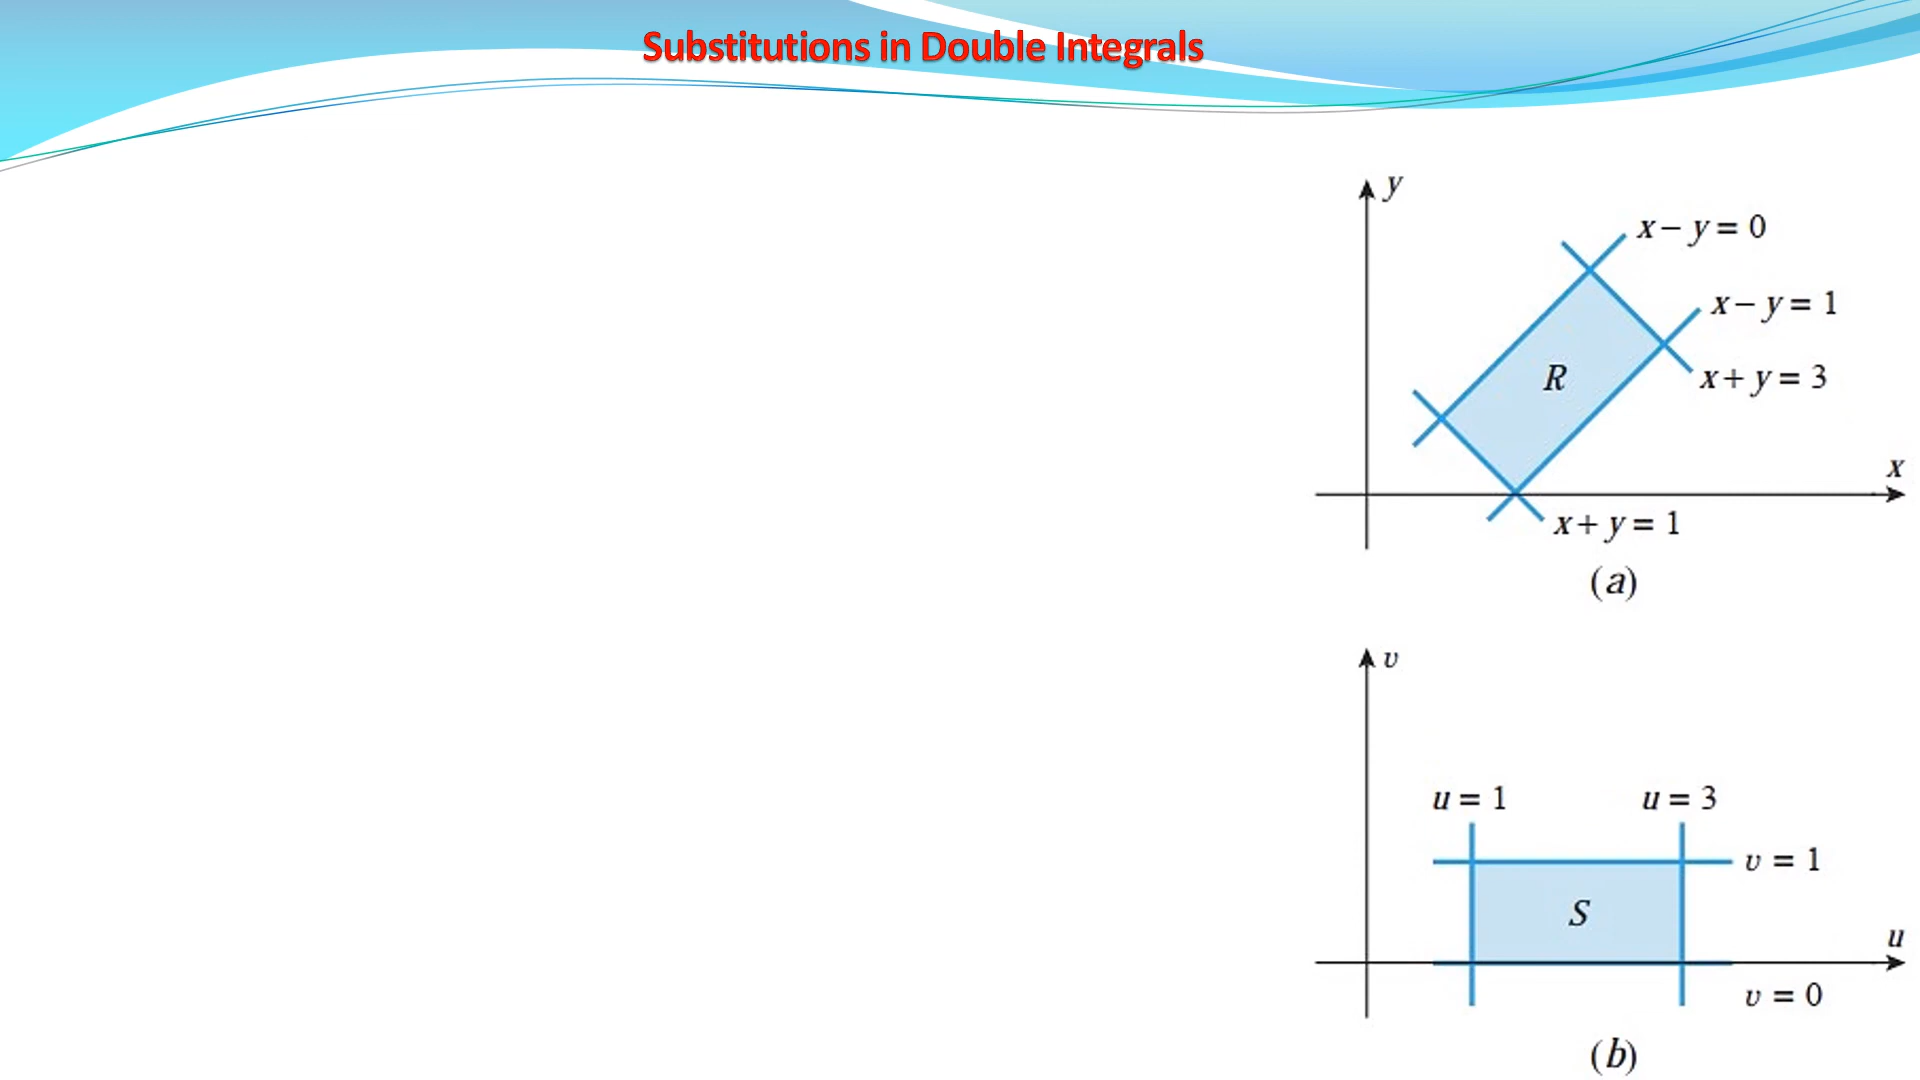 Substitutions in Double Integrals
y
x − y = 0
x − y = 1
R
x + y = 3
x
x + y = 1
(a)
v
u = 1
u = 3
v = 1
S
u
v = 0
(b)